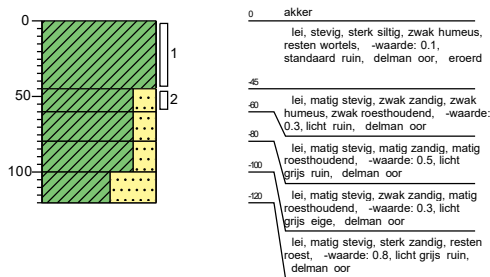 0
50
100
1
2
0 akker
lei, stevig, sterk siltig, zwak humeus,
resten wortels, -waarde: 0.1,
standaard ruin, delman oor, eroerd
-45
lei, matig stevig, zwak zandig, zwak
-60 humeus, zwak roesthoudend, -waarde:
0.3, licht ruin, delman oor
-80
lei, matig stevig, matig zandig, matig
roesthoudend, -waarde: 0.5, licht
-100 grijs ruin, delman oor
lei, matig stevig, zwak zandig, matig
-120 roesthoudend, -waarde: 0.3, licht
grijs eige, delman oor
lei, matig stevig, sterk zandig, resten
roest, -waarde: 0.8, licht grijs ruin,
delman oor